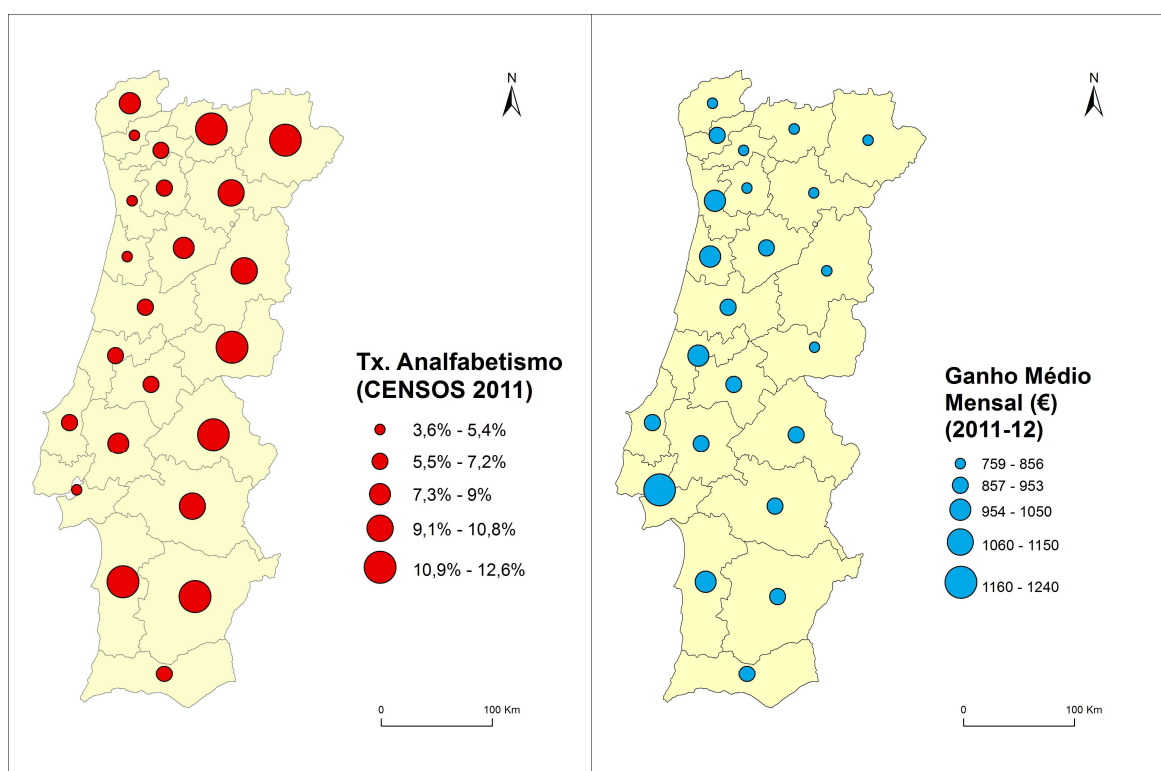 N
Tx. Analfabetismo
(CENSOS 2011)
3,6% - 5,4%
5,5% - 7,2%
7,3% - 9%
9,1% - 10,8%
10,9% - 12,6%
0 100 Km
N
Ganho Médio
Mensal (€)
(2011-12)
759 - 856
857 - 953
954 - 1050
1060 - 1150
1160 - 1240
0 100 Km